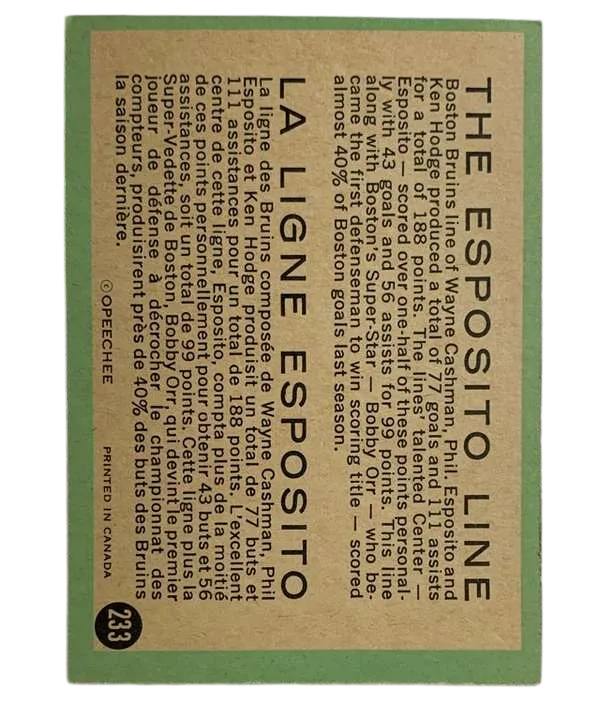 THE ESPOSITO LINE
Boston Bruins line of Wayne Cashman, Phil Esposito and
Ken Hodge produced a total of 77 goals and 111 assists
for a total of 188 points. The lines' talented Center —
Esposito — scored over one-half of these points personal-
ly with 43 goals and 56 assists for 99 points. This line
along with Boston's Super-Star — Bobby Orr — who be-
came the first defenseman to win scoring title — scored
almost 40% of Boston goals last season.
LA LIGNE ESPOSITO
La ligne des Bruins composée de Wayne Cashman, Phil
Esposito et Ken Hodge produisit un total de 77 buts et
111 assistances pour un total de 188 points. L'excellent
centre de cette ligne, Esposito, compta plus de la moitié
de ces points personnellement pour obtenir 43 buts et 56
assistances, soit un total de 99 points. Cette ligne plus la
Super-Vedette de Boston, Bobby Orr, qui devint le premier
joueur de défense à décrocher le championnat des
compteurs, produisirent près de 40% des buts des Bruins
la saison dernière.
©OPEECHEE PRINTED IN CANADA
233